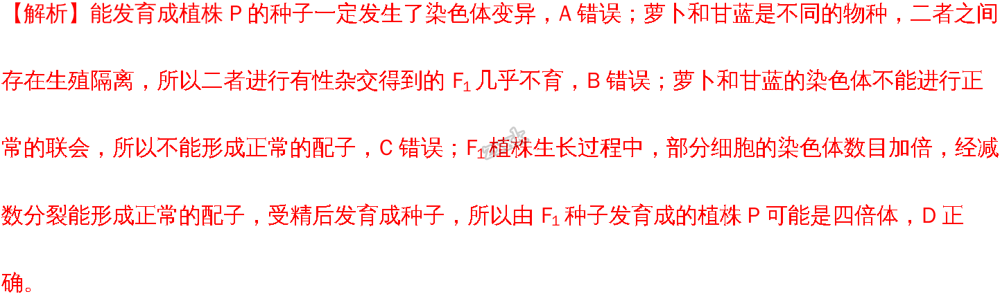 【解析】能发育成植株 P 的种子一定发生了染色体变异，A 错误；萝卜和甘蓝是不同的物种，二者之间
存在生殖隔离，所以二者进行有性杂交得到的 F₁ 几乎不育，B 错误；萝卜和甘蓝的染色体不能进行正
常的联会，所以不能形成正常的配子，C 错误；F₁ 植株生长过程中，部分细胞的染色体数目加倍，经减
数分裂能形成正常的配子，受精后发育成种子，所以由 F₁ 种子发育成的植株 P 可能是四倍体，D 正
确。